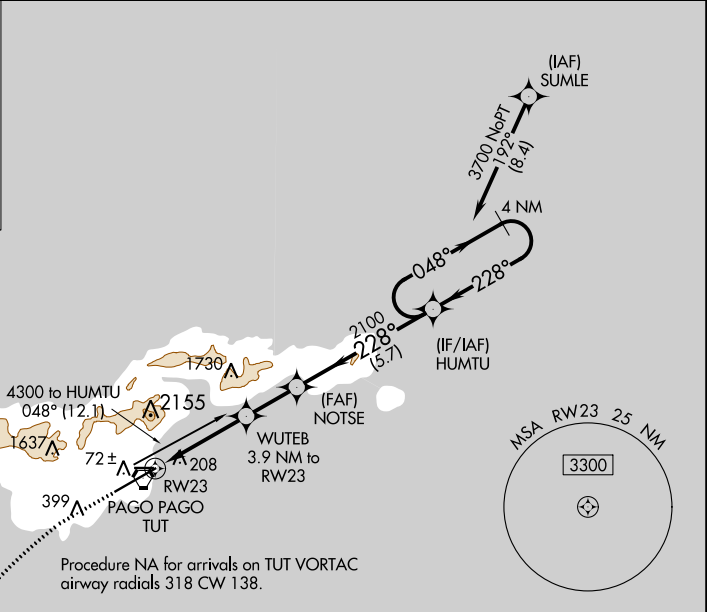 (IAF)
SUMLE
3700 NoPT
192°
(8.4)
4 NM
048°
228°
2100
228°
(5.7)
(IF/IAF)
HUMTU
1730
(FAF)
NOTSE
4300 to HUMTU
048° (12.1)
2155
WUTEB
3.9 NM to
RW23
1637
72±
208
RW23
399
PAGO PAGO
TUT
MSA RW23 25 NM
3300
Procedure NA for arrivals on TUT VORTAC
airway radials 318 CW 138.